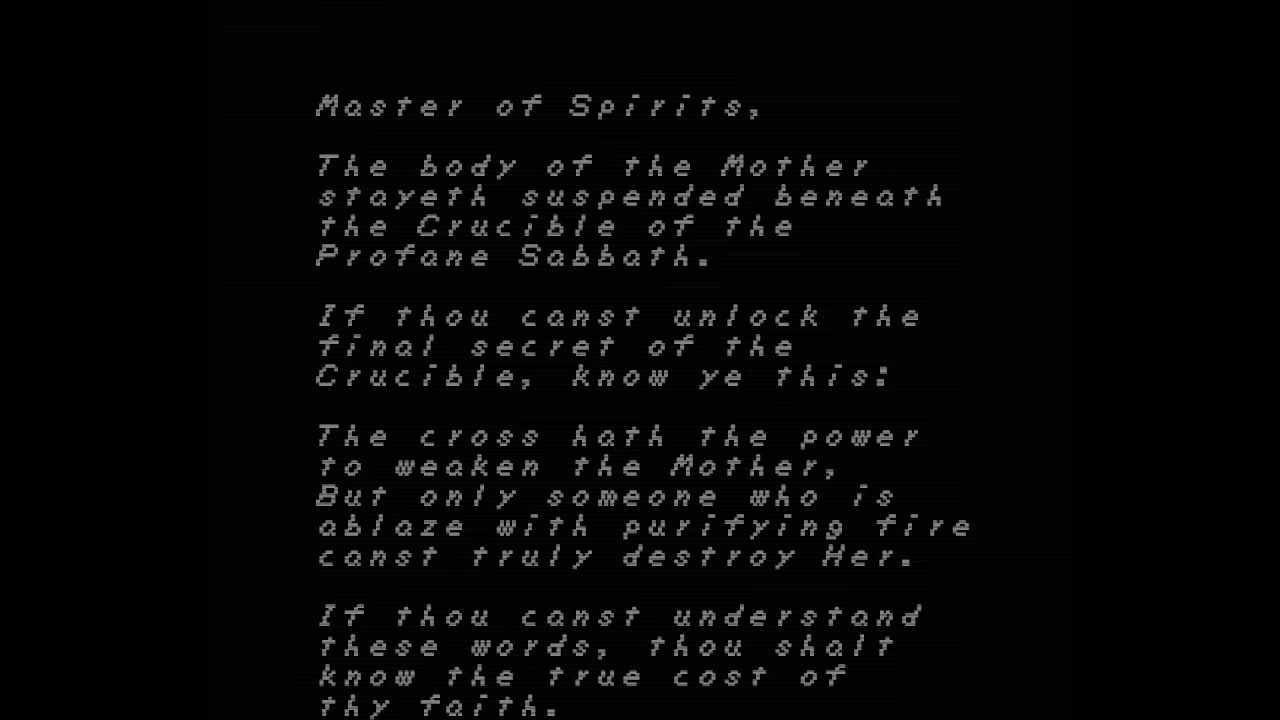 Master of Spirits,
The body of the Mother
stayeth suspended beneath
the Crucible of the
Profane Sabbath.
If thou canst unlock the
final secret of the
Crucible, know ye this:
The cross hath the power
to weaken the Mother,
But only someone who is
ablaze with purifying fire
canst truly destroy Her.
If thou canst understand
these words, thou shalt
know the true cost of
thy faith.